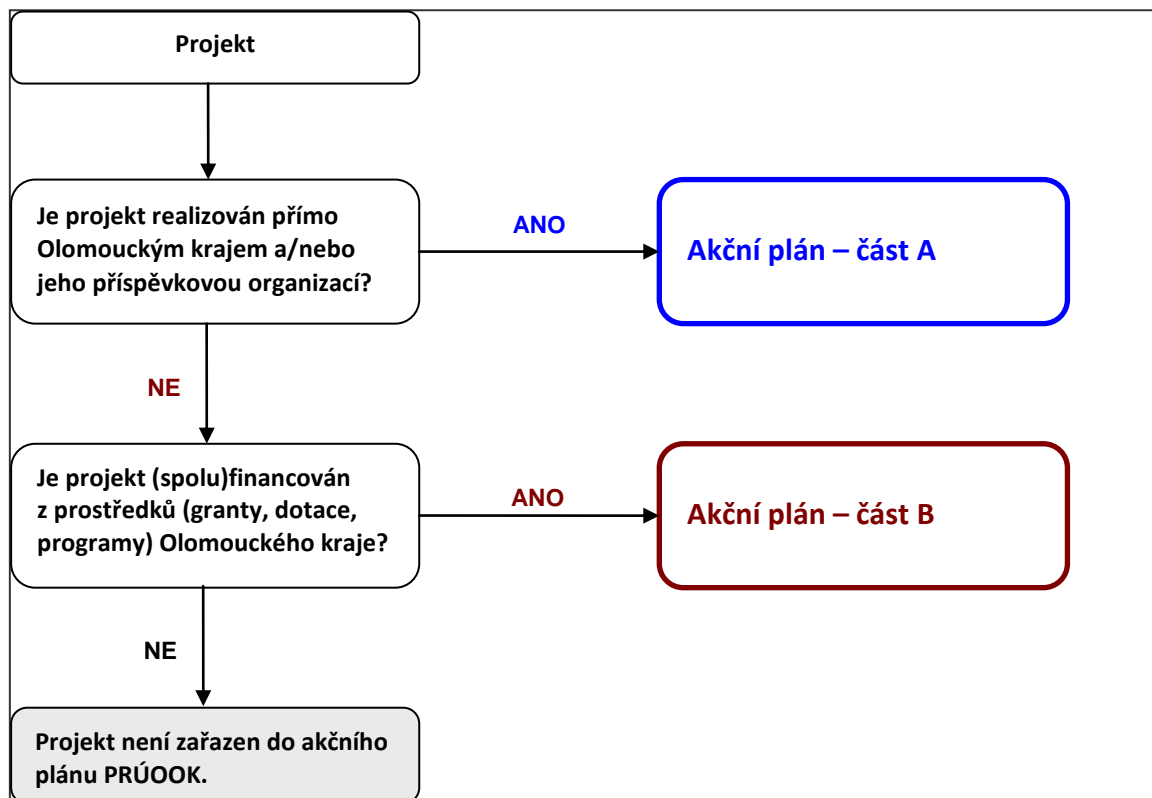 Projekt
Je projekt realizován přímo
Olomouckým krajem a/nebo
jeho příspěvkovou organizací?
ANO
Akční plán – část A
NE
Je projekt (spolu)financován
z prostředků (granty, dotace,
programy) Olomouckého kraje?
ANO
Akční plán – část B
NE
Projekt není zařazen do akčního
plánu PRÚOOK.